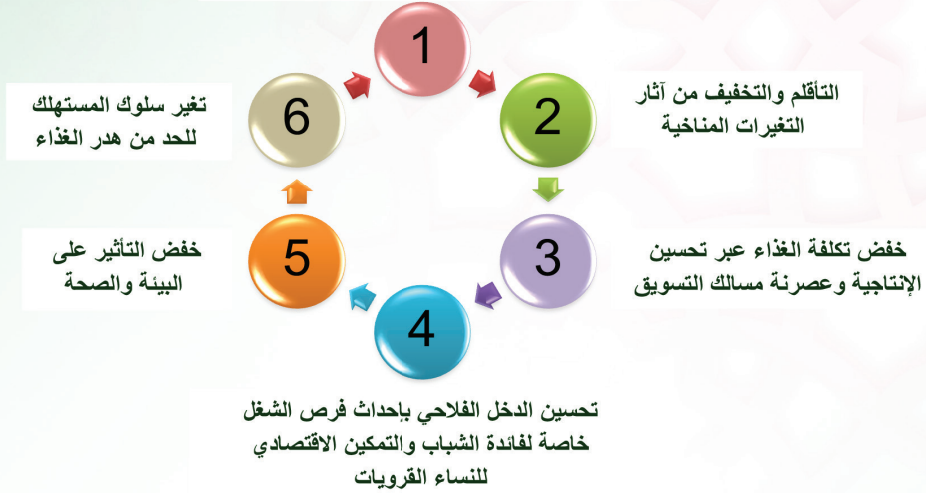 1
2
التأقلم والتخفيف من آثار
التغيرات المناخية
3
خفض تكلفة الغذاء عبر تحسين
الإنتاجية وعصرنة مسالك التسويق
4
تحسين الدخل الفلاحي بإحداث فرص الشغل
خاصة لفائدة الشباب والتمكين الاقتصادي
للنساء القرويات
5
خفض التأثير على
البيئة والصحة
6
تغير سلوك المستهلك
للحد من هدر الغذاء